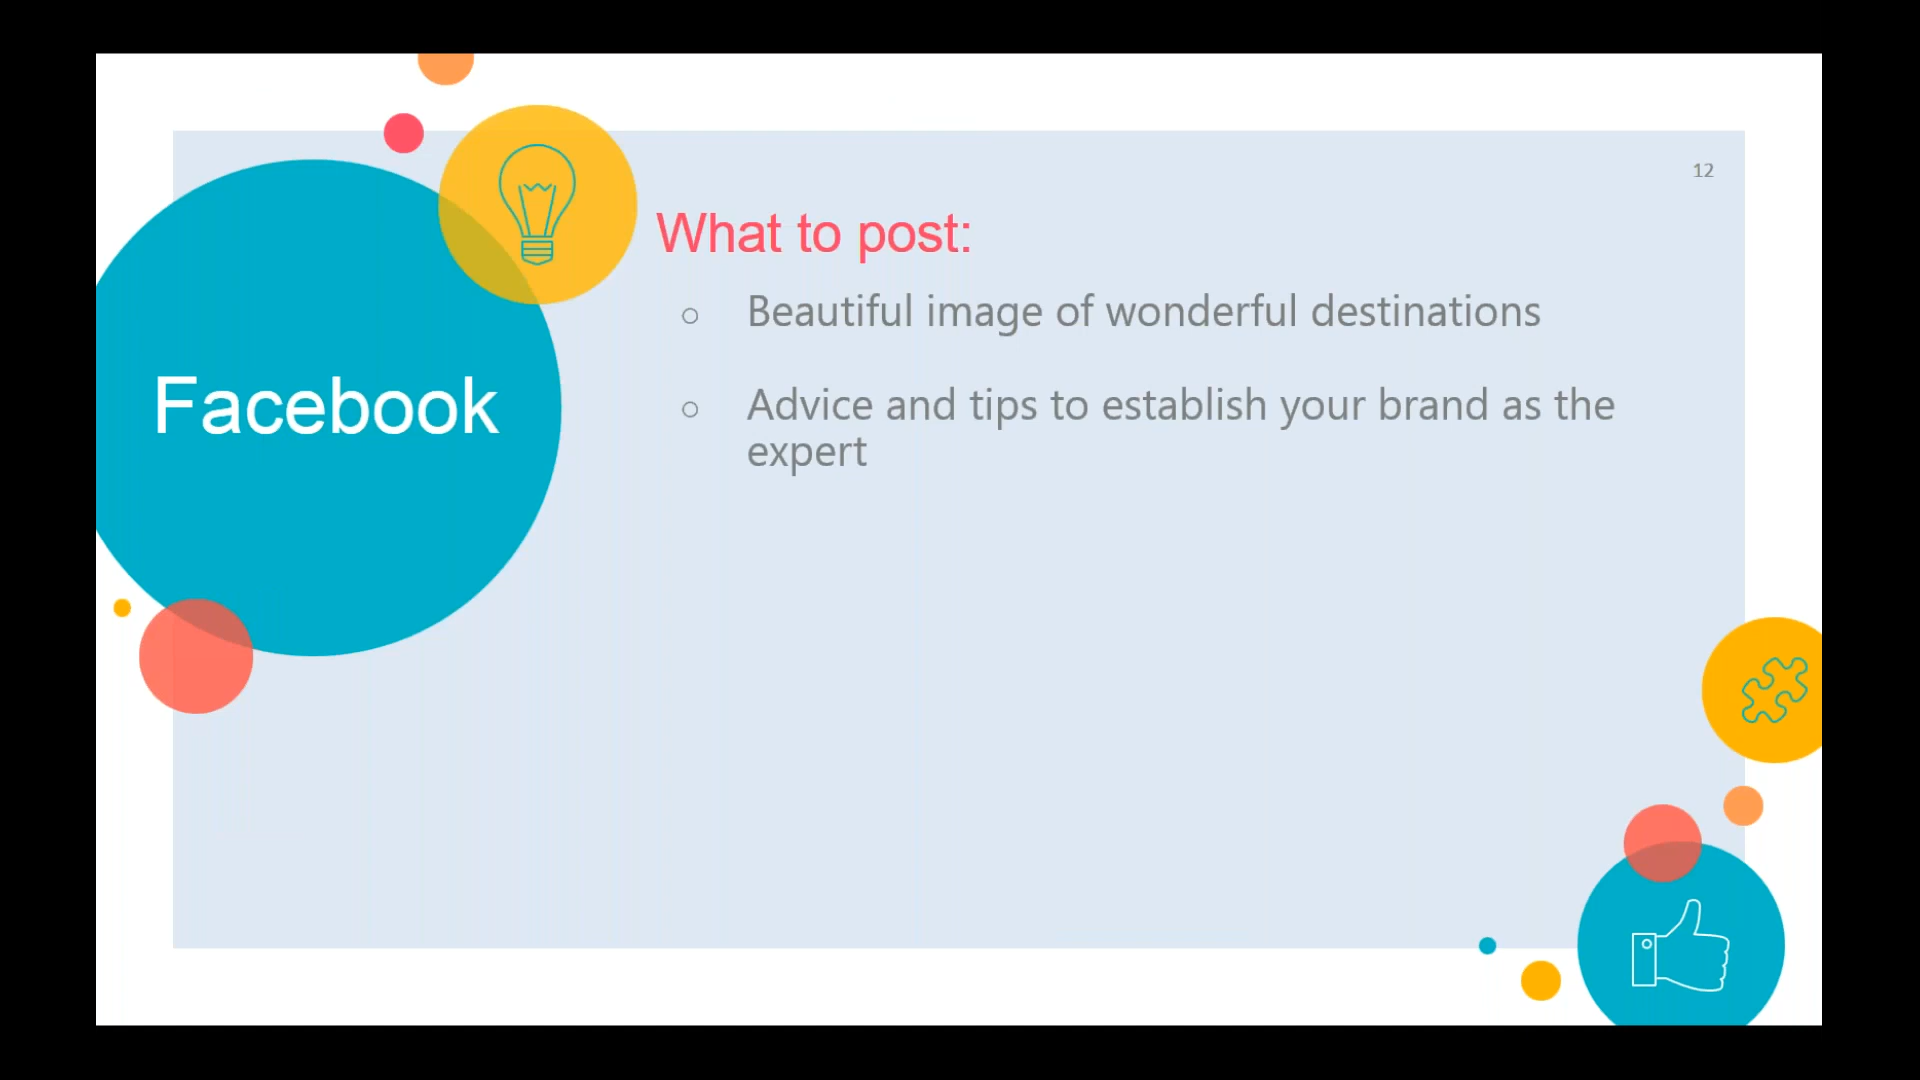 12
Facebook
What to post:
Beautiful image of wonderful destinations
Advice and tips to establish your brand as the
expert